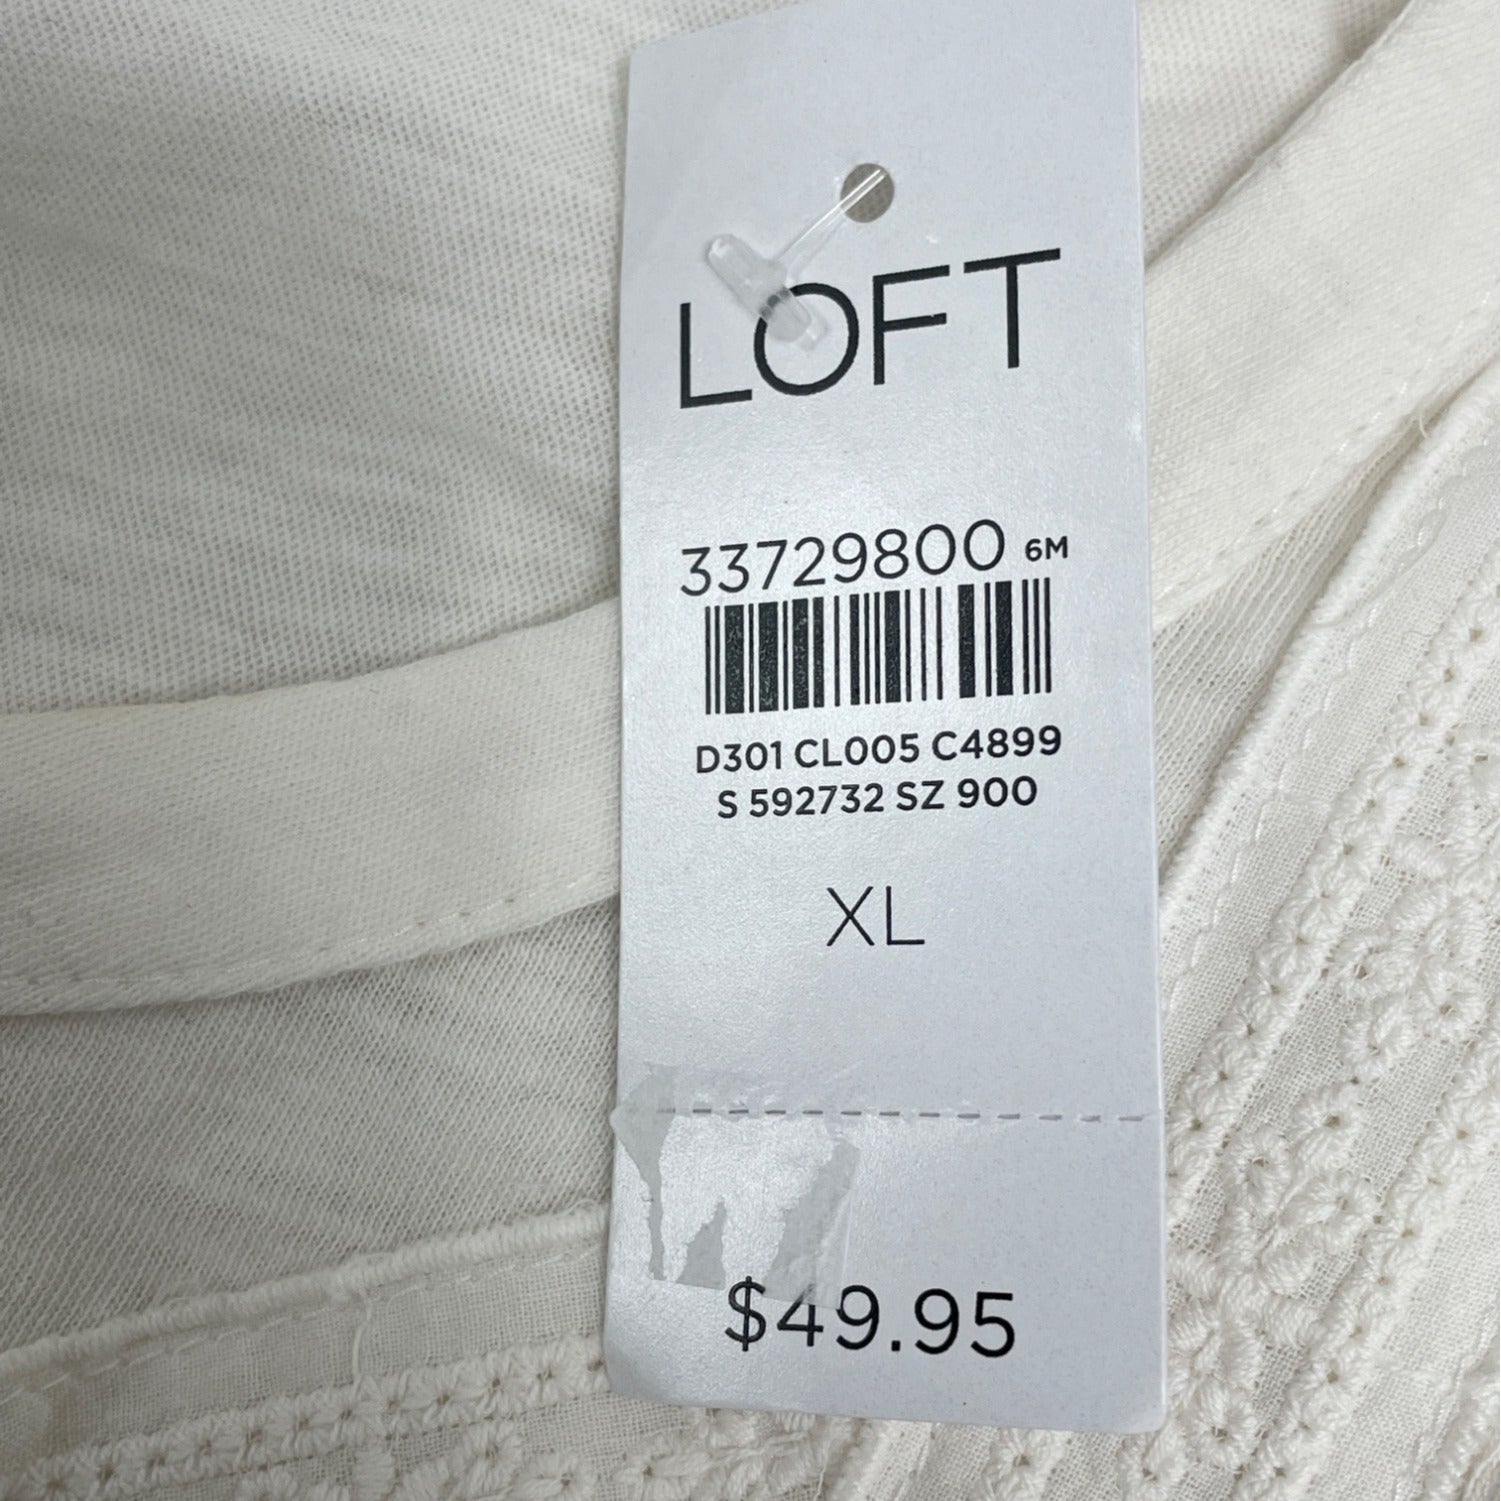 LOFT
33729800 6M
D301 CL005 C4899
S 592732 SZ 900
XL
$49.95